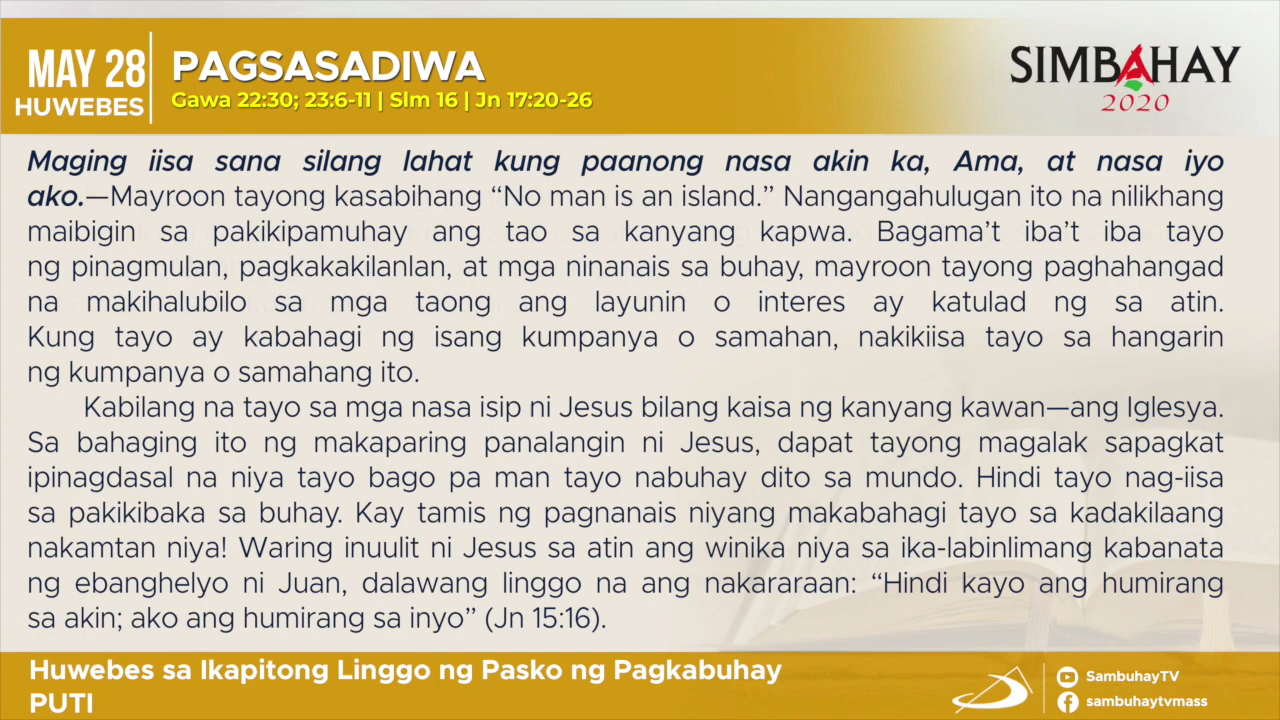 MAY 28
HUWEBES
PAGSASADIWA
Gawa 22:30; 23:6-11 | Slm 16 | Jn 17:20-26
SIMBAHAY
2020
Maging iisa sana silang lahat kung paanong nasa akin ka, Ama, at nasa iyo
ako.—Mayroon tayong kasabihang “No man is an island.” Nangangahulugan ito na nilikhang
maibigin sa pakikipamuhay ang tao sa kanyang kapwa. Bagama’t iba’t iba tayo
ng pinagmulan, pagkakakilanlan, at mga ninanais sa buhay, mayroon tayong paghahangad
na makihalubilo sa mga taong ang layunin o interes ay katulad ng sa atin.
Kung tayo ay kabahagi ng isang kumpanya o samahan, nakikiisa tayo sa hangarin
ng kumpanya o samahang ito.
Kabilang na tayo sa mga nasa isip ni Jesus bilang kaisa ng kanyang kawan—ang Iglesya.
Sa bahaging ito ng makaparing panalangin ni Jesus, dapat tayong magalak sapagkat
ipinagdasal na niya tayo bago pa man tayo nabuhay dito sa mundo. Hindi tayo nag-iisa
sa pakikibaka sa buhay. Kay tamis ng pagnanais niyang makabahagi tayo sa kadakilaang
nakamtan niya! Waring inuulit ni Jesus sa atin ang winika niya sa ika-labinlimang kabanata
ng ebanghelyo ni Juan, dalawang linggo na ang nakararaan: “Hindi kayo ang humirang
sa akin; ako ang humirang sa inyo” (Jn 15:16).
Huwebes sa Ikapitong Linggo ng Pasko ng Pagkabuhay
PUTI
SambuhayTV
sambuhaytvmass